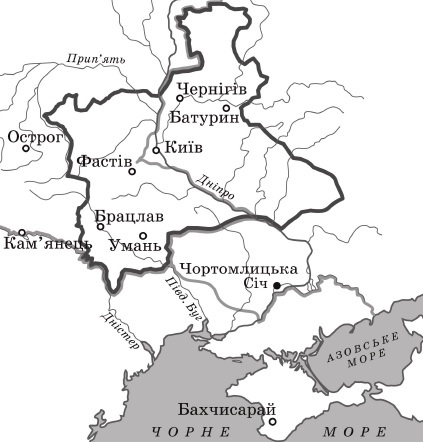 Прип’ять
Чернігів
Батурин
Острог
Київ
Фастів
Дніпро
Брацлав
Кам’янець
Умань
Чортомлицька
Січ
Півд. Буг
Дністер
АЗОВСЬКЕ
МОРЕ
Бахчисарай
ЧОРНЕ МОРЕ